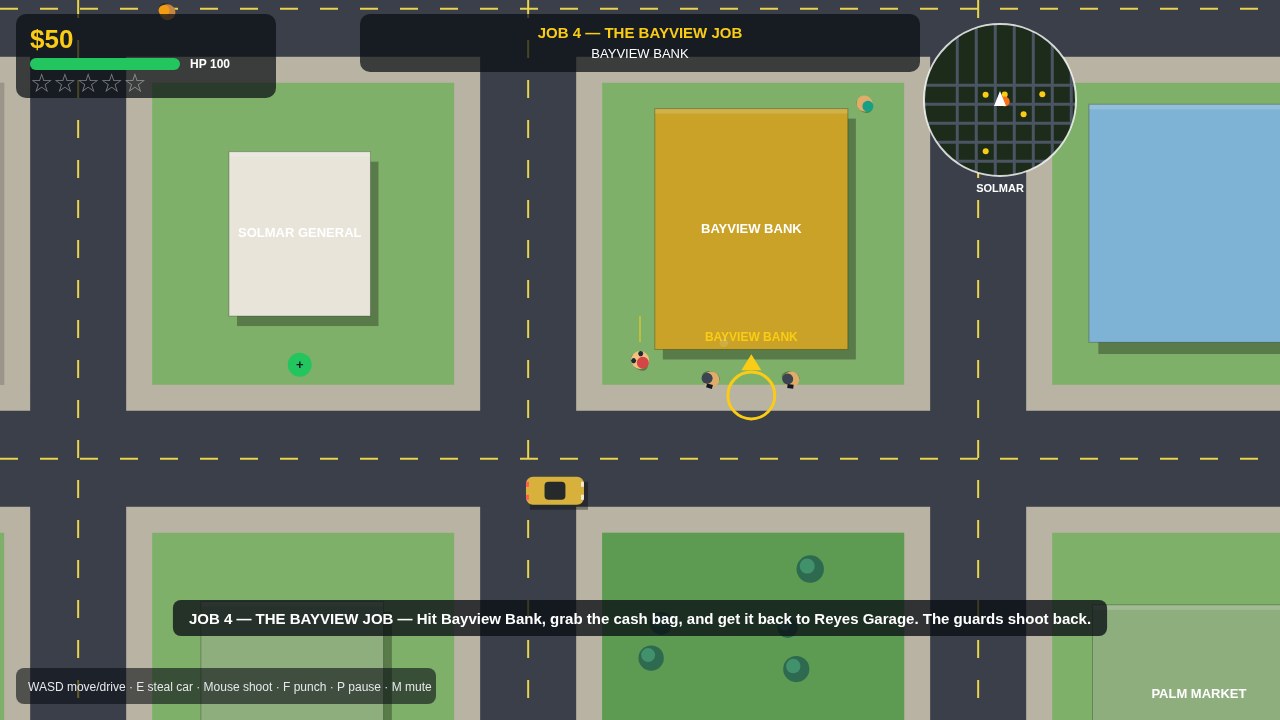 $50
HP 100
JOB 4 — THE BAYVIEW JOB
BAYVIEW BANK
SOLMAR
SOLMAR GENERAL
BAYVIEW BANK
BAYVIEW BANK
+
JOB 4 — THE BAYVIEW JOB — Hit Bayview Bank, grab the cash bag, and get it back to Reyes Garage. The guards shoot back.
WASD move/drive · E steal car · Mouse shoot · F punch · P pause · M mute
PALM MARKET